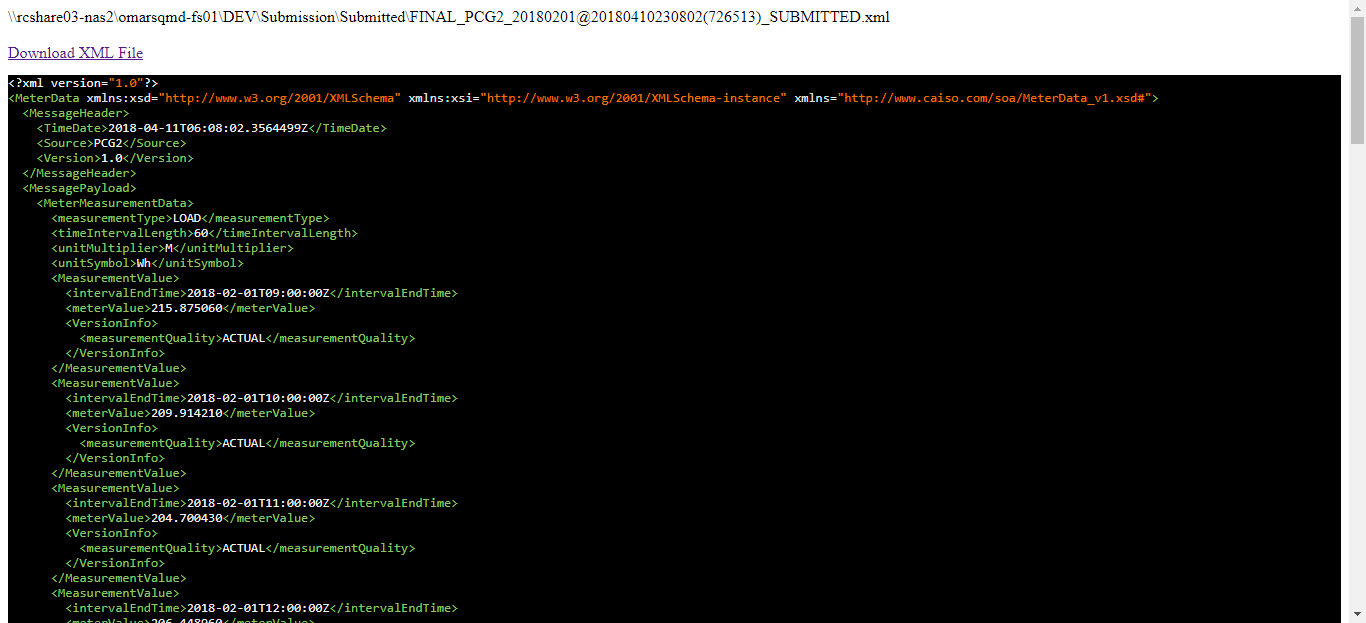 \\rcshare03-nas2\omarsqmd-fs01\DEV\Submission\Submitted\FINAL_PCG2_20180201@20180410230802(726513)_SUBMITTED.xml
Download XML File
<?xml version="1.0"?>
<MeterData xmlns:xsd="http://www.w3.org/2001/XMLSchema" xmlns:xsi="http://www.w3.org/2001/XMLSchema-instance" xmlns="http://www.caiso.com/soa/MeterData_v1.xsd#">
<MessageHeader>
<TimeDate>2018-04-11T06:08:02.3564499Z</TimeDate>
<Source>PCG2</Source>
<Version>1.0</Version>
</MessageHeader>
<MessagePayload>
<MeterMeasurementData>
<measurementType>LOAD</measurementType>
<timeIntervalLength>60</timeIntervalLength>
<unitMultiplier>M</unitMultiplier>
<unitSymbol>Wh</unitSymbol>
<MeasurementValue>
<intervalEndTime>2018-02-01T09:00:00Z</intervalEndTime>
<meterValue>215.875060</meterValue>
<VersionInfo>
<measurementQuality>ACTUAL</measurementQuality>
</VersionInfo>
</MeasurementValue>
<MeasurementValue>
<intervalEndTime>2018-02-01T10:00:00Z</intervalEndTime>
<meterValue>209.914210</meterValue>
<VersionInfo>
<measurementQuality>ACTUAL</measurementQuality>
</VersionInfo>
</MeasurementValue>
<MeasurementValue>
<intervalEndTime>2018-02-01T11:00:00Z</intervalEndTime>
<meterValue>204.700430</meterValue>
<VersionInfo>
<measurementQuality>ACTUAL</measurementQuality>
</VersionInfo>
</MeasurementValue>
<MeasurementValue>
<intervalEndTime>2018-02-01T12:00:00Z</intervalEndTime>
<meterValue>206.448960</meterValue>